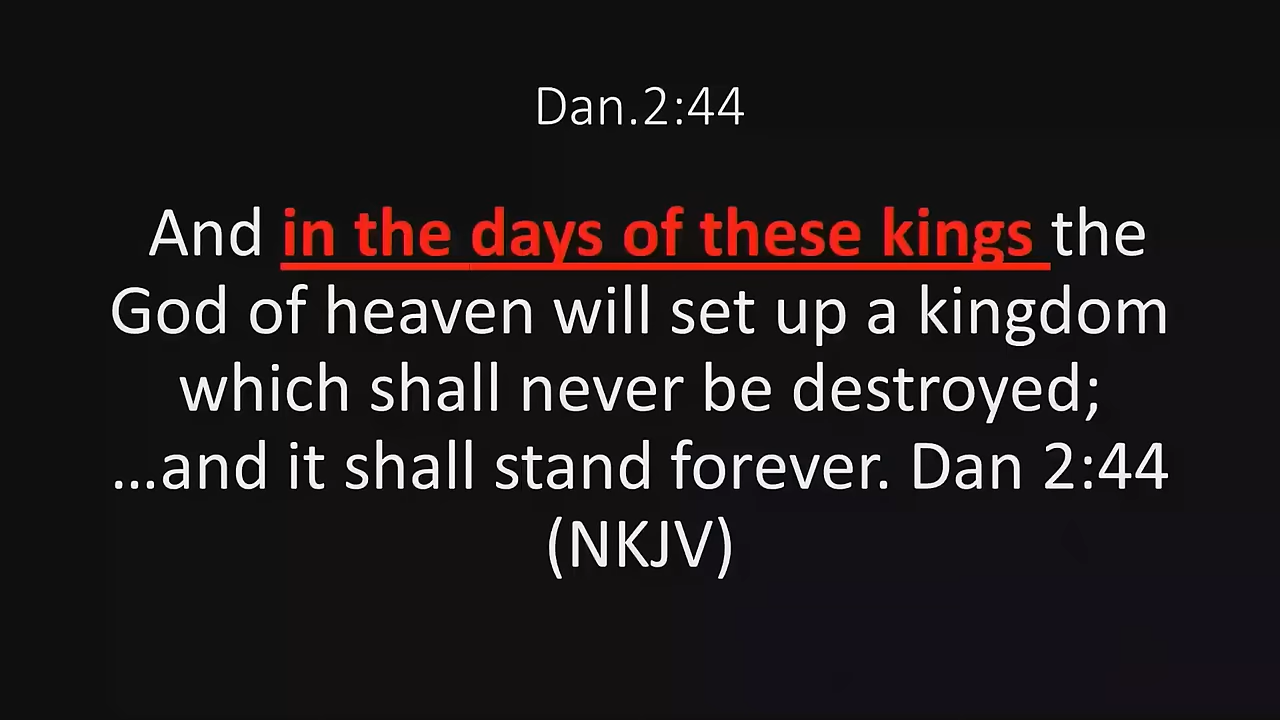 Dan.2:44
And in the days of these kings the
God of heaven will set up a kingdom
which shall never be destroyed;
...and it shall stand forever. Dan 2:44
(NKJV)